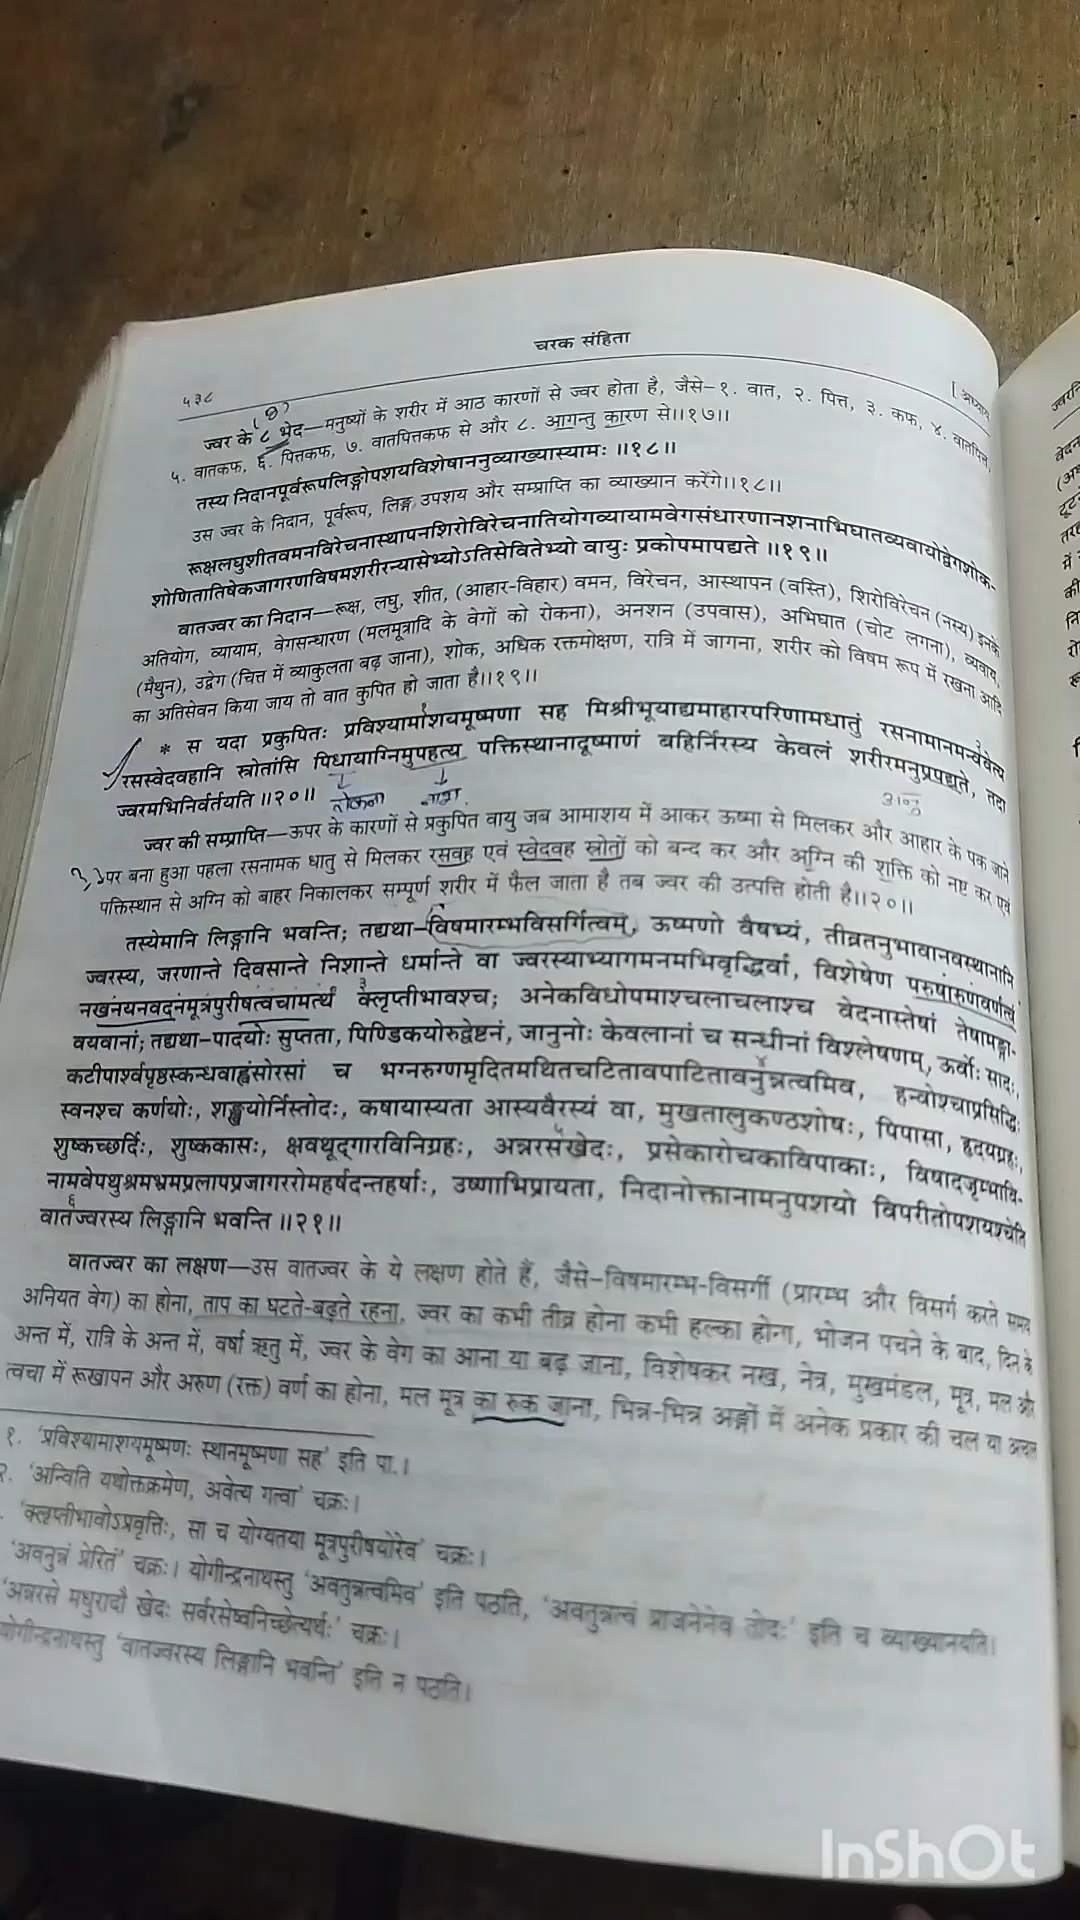 चरक संहिता
५३८
[ अध्याय
(8)
ज्वर के ८ भेद—मनुष्यों के शरीर में आठ कारणों से ज्वर होता है, जैसे–१. वात, २. पित्त, ३. कफ, ४. वातपित्त,
५. वातकफ, ६. पित्तकफ, ७. वातपित्तकफ से और ८. आगन्तु कारण से॥१७॥
तस्य निदानपूर्वरूपलिङ्गोपशयविशेषाननुव्याख्यास्यामः ॥१८॥
उस ज्वर के निदान, पूर्वरूप, लिङ्ग, उपशय और सम्प्राप्ति का व्याख्यान करेंगे॥१८॥
रूक्षलघुशीतवमनविरेचनास्थापनशिरोविरेचनातियोगव्यायामवेगसंधारणानशनाभिघातव्यवायोद्वेगशोक-
शोणितातिषेकजागरणविषमशरीरन्यासेभ्योऽतिसेवितेभ्यो वायुः प्रकोपमापद्यते ॥१९॥
वातज्वर का निदान—रूक्ष, लघु, शीत, (आहार-विहार) वमन, विरेचन, आस्थापन (वस्ति), शिरोविरेचन (नस्य) इनके
अतियोग, व्यायाम, वेगसन्धारण (मलमूत्रादि के वेगों को रोकना), अनशन (उपवास), अभिघात (चोट लगना), व्यवाय,
(मैथुन), उद्वेग (चित्त में व्याकुलता बढ़ जाना), शोक, अधिक रक्तमोक्षण, रात्रि में जागना, शरीर को विषम रूप में रखना आदि
का अतिसेवन किया जाय तो वात कुपित हो जाता है॥१९॥
* स यदा प्रकुपितः प्रविश्यामाशयमूष्मणा सह मिश्रीभूयाद्यमाहारपरिणामधातुं रसनामानमन्ववेत्य
रसस्वेदवहानि स्त्रोतांसि पिधायाग्निमुपहत्य पक्तिस्थानादूष्माणं बहिर्निरस्य केवलं शरीरमनुप्रपद्यते, तदा
ज्वरमभिनिर्वर्तयति ॥२०॥
रोकना नाश
ज्वर की सम्प्राप्ति—ऊपर के कारणों से प्रकुपित वायु जब आमाशय में आकर ऊष्मा से मिलकर और आहार के पक जाने
पर बना हुआ पहला रसनामक धातु से मिलकर रसवह एवं स्वेदवह स्रोतों को बन्द कर और अग्नि की शक्ति को नष्ट कर एवं
पक्तिस्थान से अग्नि को बाहर निकालकर सम्पूर्ण शरीर में फैल जाता है तब ज्वर की उत्पत्ति होती है॥२०॥
तस्येमानि लिङ्गानि भवन्ति; तद्यथा–विषमारम्भविसर्गित्वम्, ऊष्मणो वैषभ्यं, तीव्रतनुभावानवस्थानानि
ज्वरस्य, जरणान्ते दिवसान्ते निशान्ते धर्मान्ते वा ज्वरस्याभ्यागमनमभिवृद्धिर्वा, विशेषेण परुषारुणवर्णत्वं
नखनयनवदनमूत्रपुरीषत्वचामत्यर्थं क्लृप्तीभावश्च; अनेकविधोपमाश्चलाचलाश्च वेदनास्तेषां तेषामङ्गा-
वयवानां; तद्यथा–पादयोः सुप्तता, पिण्डिकयोरुद्वेष्टनं, जानुनोः केवलानां च सन्धीनां विश्लेषणम्, ऊर्वोः सादः,
कटीपार्श्वपृष्ठस्कन्धवाह्वंसोरसां च भग्नरुग्णमृदितमथितचटितावपाटितावनुन्नत्वमिव, हन्वोश्चाप्रसिद्धिः
स्वनश्च कर्णयोः, शङ्खयोर्निस्तोदः, कषायास्यता आस्यवैरस्यं वा, मुखतालुकण्ठशोषः, पिपासा, हृदयग्रहः,
शुष्कच्छर्दिः, शुष्ककासः, क्षवथूद्गारविनिग्रहः, अन्नरसखेदः, प्रसेकारोचकाविपाकाः, विषादजृम्भावि-
नामवेपथुश्रमभ्रमप्रलापप्रजागररोमहर्षदन्तहर्षाः, उष्णाभिप्रायता, निदानोक्तानामनुपशयो विपरीतोपशयश्चेति
वातज्वरस्य लिङ्गानि भवन्ति ॥२१॥
वातज्वर का लक्षण—उस वातज्वर के ये लक्षण होते हैं, जैसे–विषमारम्भ-विसर्गी (प्रारम्भ और विसर्ग करते समय
अनियत वेग) का होना, ताप का घटते-बढ़ते रहना, ज्वर का कभी तीव्र होना कभी हल्का होना, भोजन पचने के बाद, दिन के
अन्त में, रात्रि के अन्त में, वर्षा ऋतु में, ज्वर के वेग का आना या बढ़ जाना, विशेषकर नख, नेत्र, मुखमंडल, मूत्र, मल और
त्वचा में रूखापन और अरुण (रक्त) वर्ण का होना, मल मूत्र का रुक जाना, भिन्न-भिन्न अङ्गों में अनेक प्रकार की चल या अचल
१. 'प्रविश्यामाशयमूष्मणः स्थानमूष्मणा सह' इति पा.।
२. 'अन्विति यथोक्तक्रमेण, अवेत्य गत्वा' चक्रः।
'क्लृप्तीभावोऽप्रवृत्तिः, सा च योग्यतया मूत्रपुरीषयोरेव' चक्रः।
'अवनुन्नं प्रेरितं' चक्रः। योगीन्द्रनाथस्तु 'अवतुन्नत्वमिव' इति पठति, 'अवतुन्नत्वं प्राजनेनेव तोदः' इति च व्याख्यानयति।
'अन्नरसे मधुरादौ खेदः सर्वरसेष्वनिच्छेत्यर्थः' चक्रः।
योगीन्द्रनाथस्तु 'वातज्वरस्य लिङ्गानि भवन्ति' इति न पठति।
InShOt